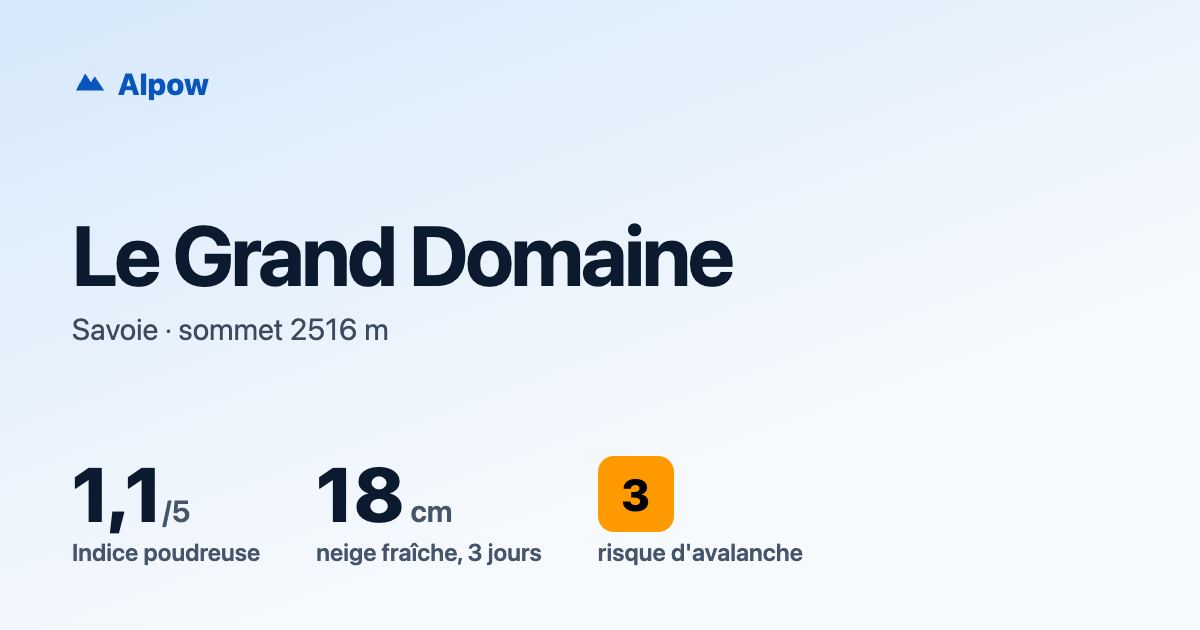 Alpow
Le Grand Domaine
Savoie · sommet 2516 m
1,1/5
Indice poudreuse
18 cm
neige fraîche, 3 jours
3
risque d'avalanche